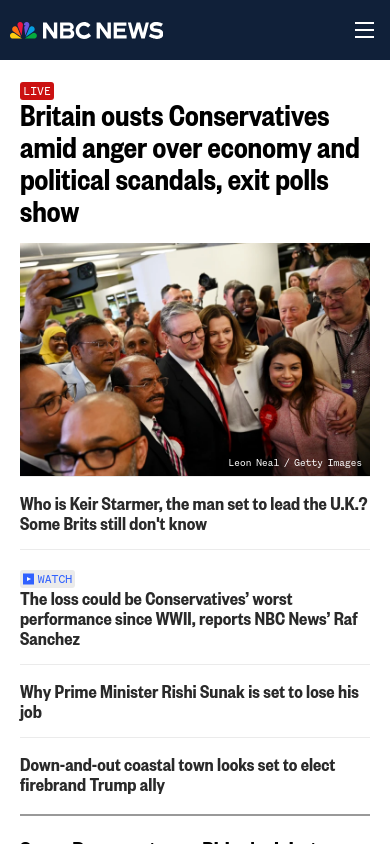 NBC NEWS
LIVE
Britain ousts Conservatives
amid anger over economy and
political scandals, exit polls
show
Leon Neal / Getty Images
Who is Keir Starmer, the man set to lead the U.K.?
Some Brits still don't know
WATCH
The loss could be Conservatives’ worst
performance since WWII, reports NBC News’ Raf
Sanchez
Why Prime Minister Rishi Sunak is set to lose his
job
Down-and-out coastal town looks set to elect
firebrand Trump ally